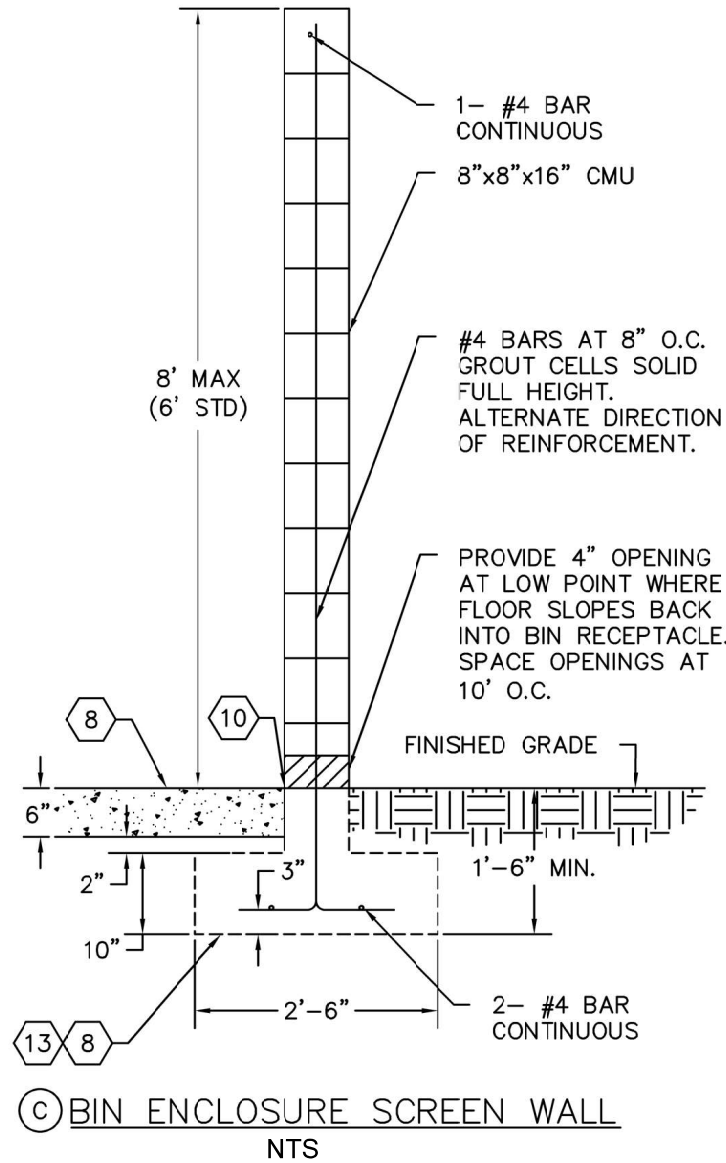 1- #4 BAR
CONTINUOUS
8"x8"x16" CMU
#4 BARS AT 8" O.C.
GROUT CELLS SOLID
FULL HEIGHT.
ALTERNATE DIRECTION
OF REINFORCEMENT.
8' MAX
(6' STD)
PROVIDE 4" OPENING
AT LOW POINT WHERE
FLOOR SLOPES BACK
INTO BIN RECEPTACLE.
SPACE OPENINGS AT
10' O.C.
8
10
FINISHED GRADE
6"
2"
3"
1'-6" MIN.
10"
2'-6"
13
8
2- #4 BAR
CONTINUOUS
C BIN ENCLOSURE SCREEN WALL
NTS